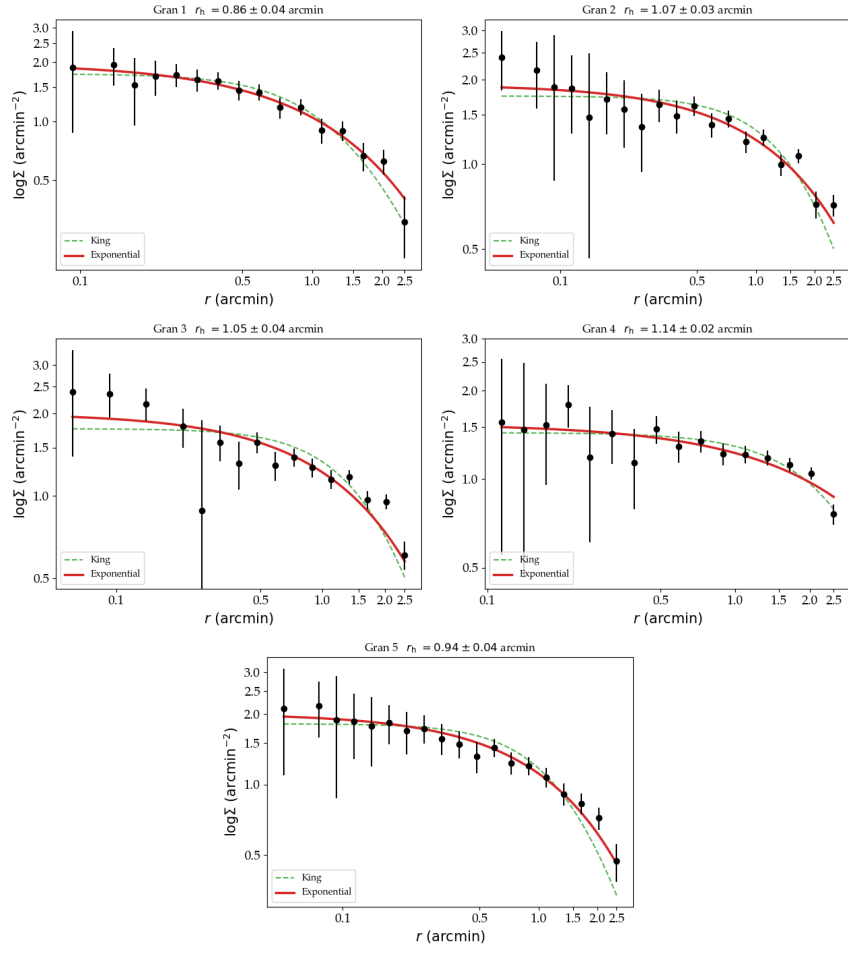 Gran 1 r_h = 0.86 ± 0.04 arcmin
3.0
2.5
2.0
1.5
1.0
0.5
logΣ (arcmin⁻²)
King
Exponential
0.1 0.5 1.0 1.5 2.0 2.5
r (arcmin)
Gran 2 r_h = 1.07 ± 0.03 arcmin
3.0
2.5
2.0
1.5
1.0
0.5
logΣ (arcmin⁻²)
King
Exponential
0.1 0.5 1.0 1.5 2.0 2.5
r (arcmin)
Gran 3 r_h = 1.05 ± 0.04 arcmin
3.0
2.5
2.0
1.5
1.0
0.5
logΣ (arcmin⁻²)
King
Exponential
0.1 0.5 1.0 1.5 2.0 2.5
r (arcmin)
Gran 4 r_h = 1.14 ± 0.02 arcmin
3.0
2.5
2.0
1.5
1.0
0.5
logΣ (arcmin⁻²)
King
Exponential
0.1 0.5 1.0 1.5 2.0 2.5
r (arcmin)
Gran 5 r_h = 0.94 ± 0.04 arcmin
3.0
2.5
2.0
1.5
1.0
0.5
logΣ (arcmin⁻²)
King
Exponential
0.1 0.5 1.0 1.5 2.0 2.5
r (arcmin)